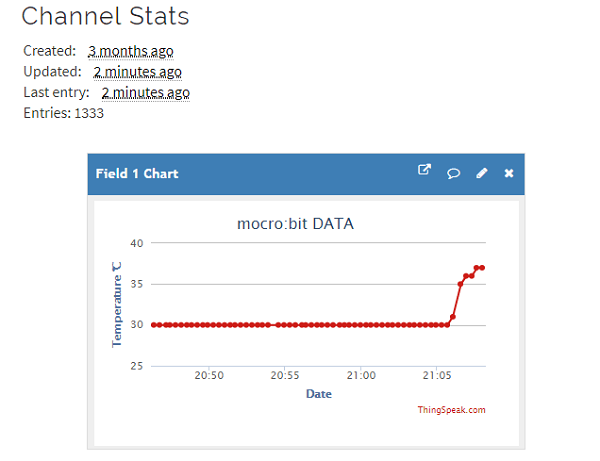 Channel Stats
Created: 3 months ago
Updated: 2 minutes ago
Last entry: 2 minutes ago
Entries: 1333
Field 1 Chart
mocro:bit DATA
40
35
30
25
Temperature ℃
20:50 20:55 21:00 21:05
Date
ThingSpeak.com